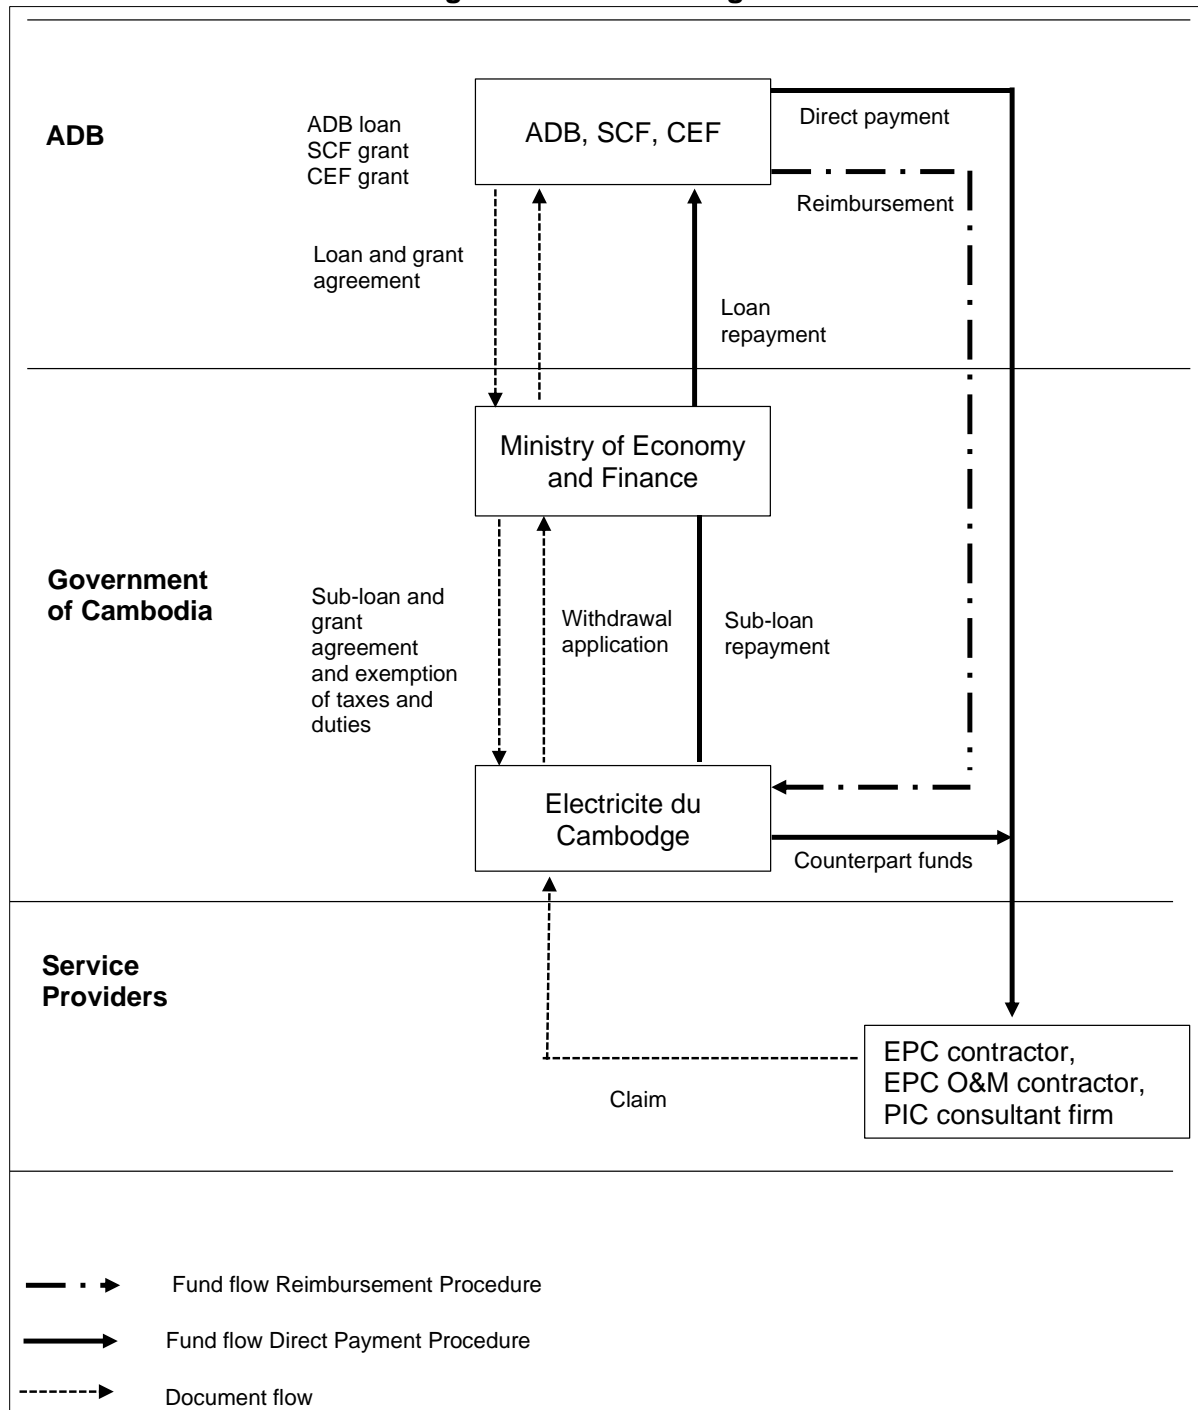 ADB
ADB loan
SCF grant
CEF grant
ADB, SCF, CEF
Direct payment
Reimbursement
Loan and grant
agreement
Loan
repayment
Ministry of Economy
and Finance
Government
of Cambodia
Sub-loan and
grant
agreement
and exemption
of taxes and
duties
Withdrawal
application
Sub-loan
repayment
Electricite du
Cambodge
Counterpart funds
Service
Providers
EPC contractor,
EPC O&M contractor,
PIC consultant firm
Claim
Fund flow Reimbursement Procedure
Fund flow Direct Payment Procedure
Document flow